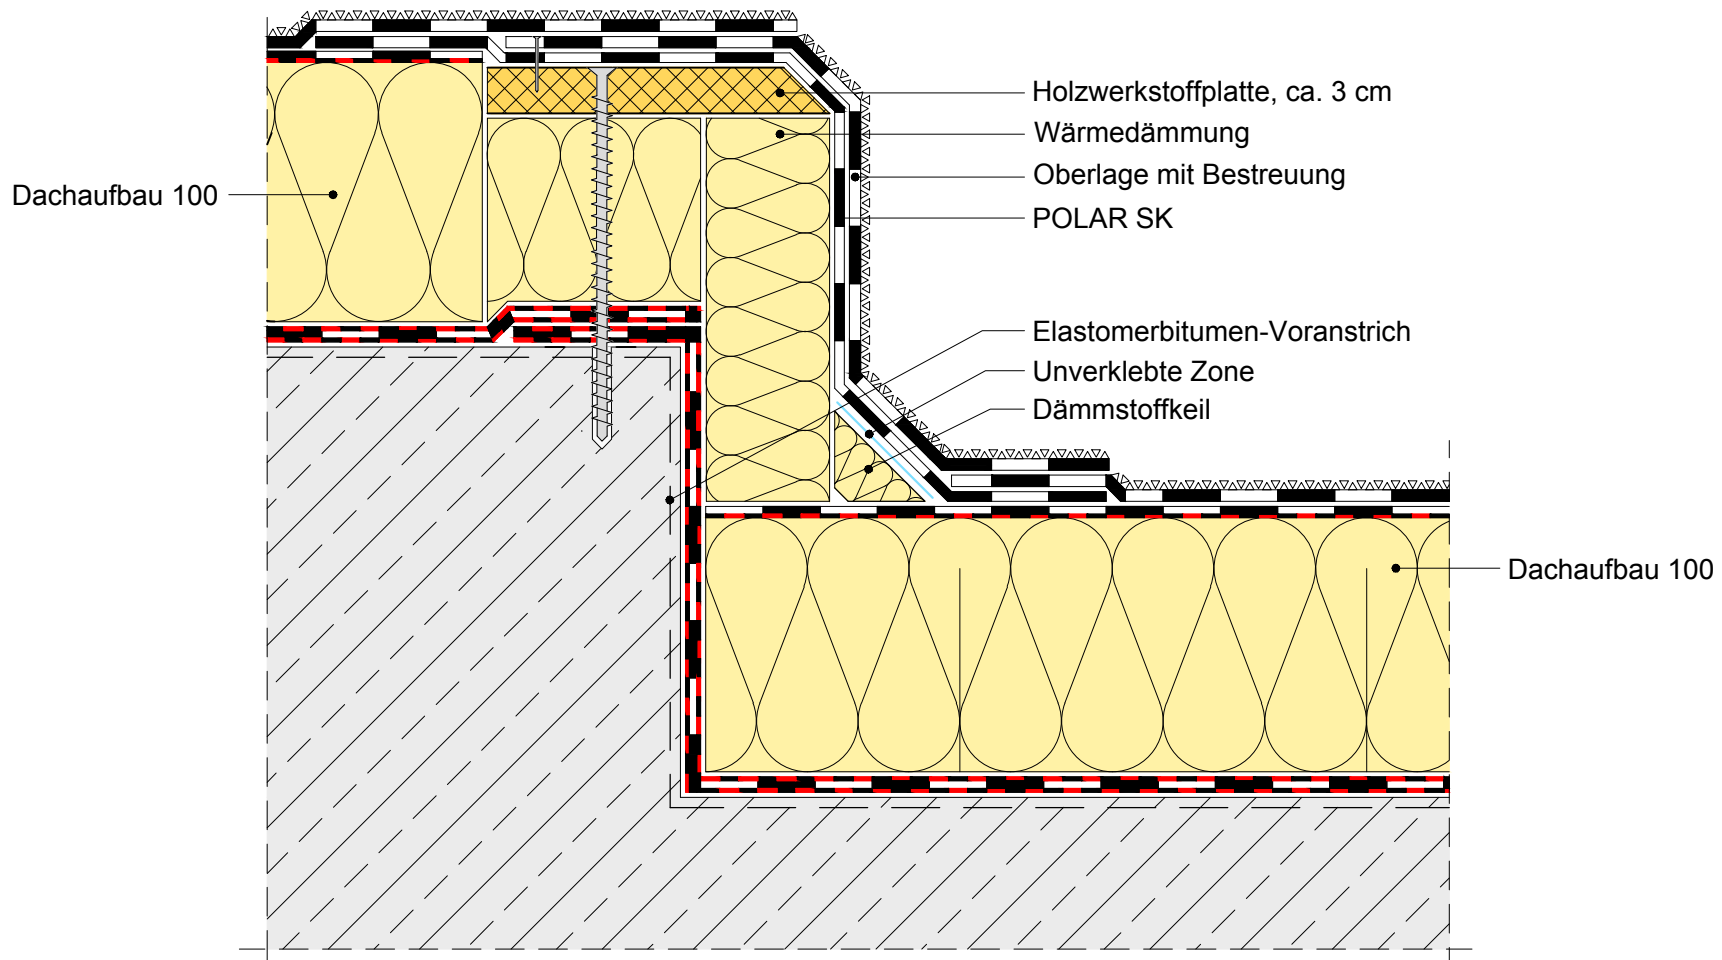 Holzwerkstoffplatte, ca. 3 cm
Wärmedämmung
Oberlage mit Bestreuung
Dachaufbau 100
POLAR SK
Elastomerbitumen-Voranstrich
Unverklebte Zone
Dämmstoffkeil
Dachaufbau 100